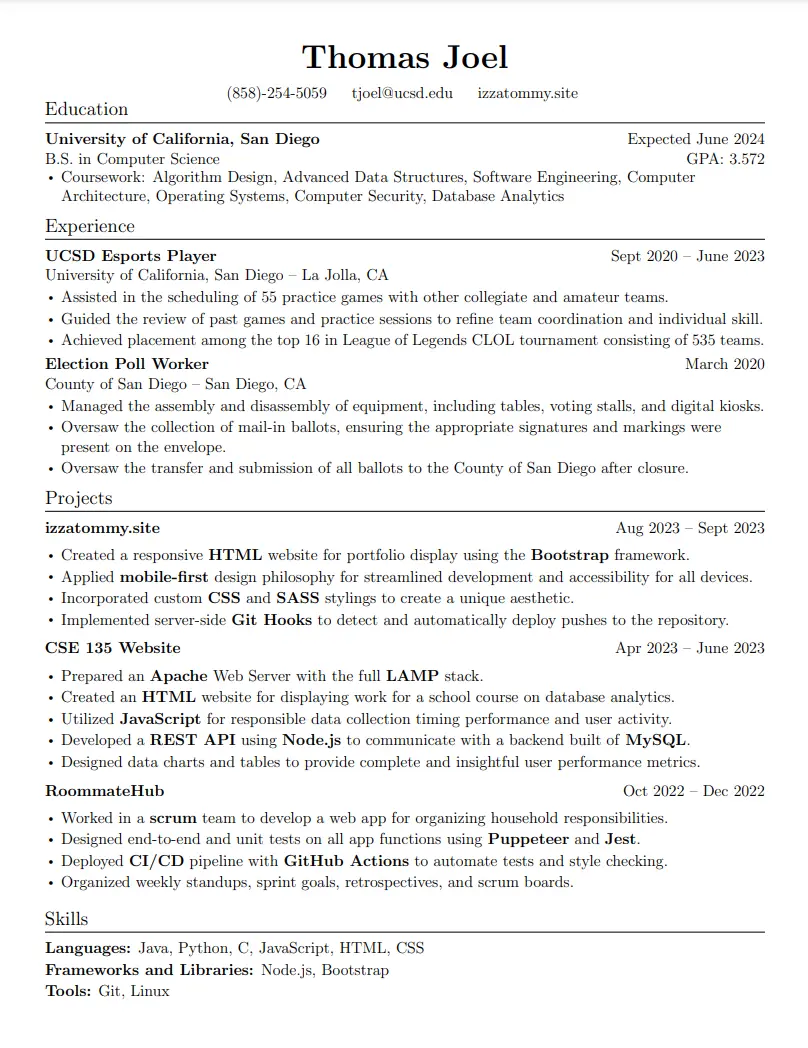 Thomas Joel
(858)-254-5059 tjoel@ucsd.edu izzatommy.site
Education
University of California, San Diego Expected June 2024
B.S. in Computer Science GPA: 3.572
• Coursework: Algorithm Design, Advanced Data Structures, Software Engineering, Computer
Architecture, Operating Systems, Computer Security, Database Analytics
Experience
UCSD Esports Player Sept 2020 – June 2023
University of California, San Diego – La Jolla, CA
• Assisted in the scheduling of 55 practice games with other collegiate and amateur teams.
• Guided the review of past games and practice sessions to refine team coordination and individual skill.
• Achieved placement among the top 16 in League of Legends CLOL tournament consisting of 535 teams.
Election Poll Worker March 2020
County of San Diego – San Diego, CA
• Managed the assembly and disassembly of equipment, including tables, voting stalls, and digital kiosks.
• Oversaw the collection of mail-in ballots, ensuring the appropriate signatures and markings were
present on the envelope.
• Oversaw the transfer and submission of all ballots to the County of San Diego after closure.
Projects
izzatommy.site Aug 2023 – Sept 2023
• Created a responsive HTML website for portfolio display using the Bootstrap framework.
• Applied mobile-first design philosophy for streamlined development and accessibility for all devices.
• Incorporated custom CSS and SASS stylings to create a unique aesthetic.
• Implemented server-side Git Hooks to detect and automatically deploy pushes to the repository.
CSE 135 Website Apr 2023 – June 2023
• Prepared an Apache Web Server with the full LAMP stack.
• Created an HTML website for displaying work for a school course on database analytics.
• Utilized JavaScript for responsible data collection timing performance and user activity.
• Developed a REST API using Node.js to communicate with a backend built of MySQL.
• Designed data charts and tables to provide complete and insightful user performance metrics.
RoommateHub Oct 2022 – Dec 2022
• Worked in a scrum team to develop a web app for organizing household responsibilities.
• Designed end-to-end and unit tests on all app functions using Puppeteer and Jest.
• Deployed CI/CD pipeline with GitHub Actions to automate tests and style checking.
• Organized weekly standups, sprint goals, retrospectives, and scrum boards.
Skills
Languages: Java, Python, C, JavaScript, HTML, CSS
Frameworks and Libraries: Node.js, Bootstrap
Tools: Git, Linux